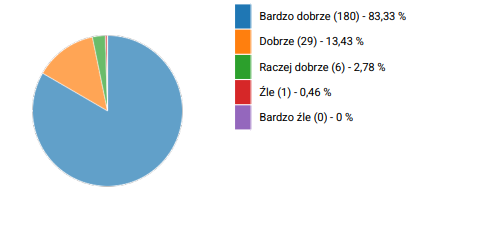 Bardzo dobrze (180) - 83,33 %
Dobrze (29) - 13,43 %
Raczej dobrze (6) - 2,78 %
Źle (1) - 0,46 %
Bardzo źle (0) - 0 %